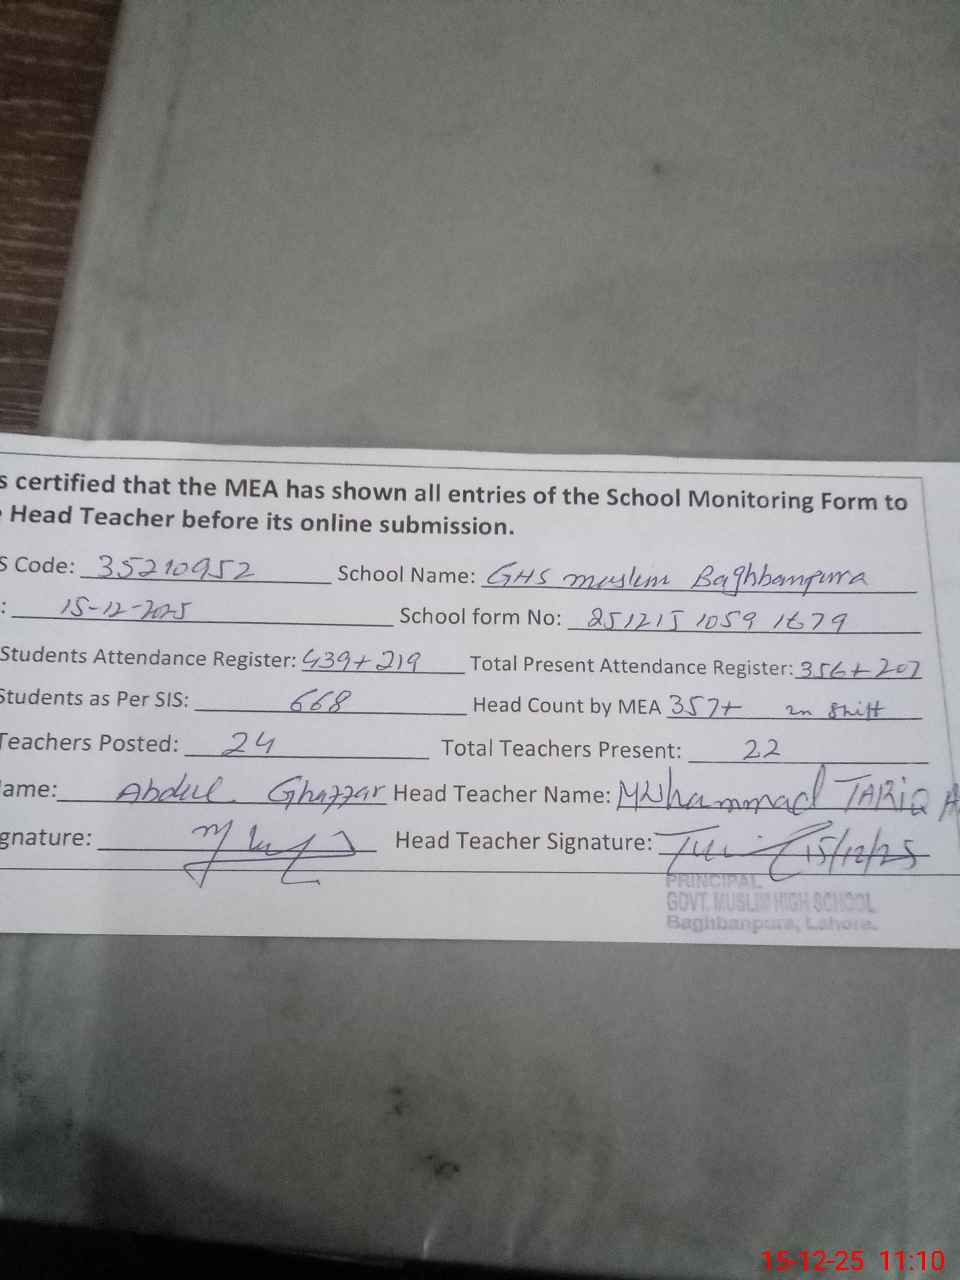 s certified that the MEA has shown all entries of the School Monitoring Form to
Head Teacher before its online submission.
S Code: 35210952 School Name: GHS muslim Baghbanpura
: 15-12-2025 School form No: 251215 1059 1679
Students Attendance Register: 439+219 Total Present Attendance Register: 356+207
Students as Per SIS: 668 Head Count by MEA 357+ in shift
Teachers Posted: 24 Total Teachers Present: 22
ame: Abdul Ghaffar Head Teacher Name: Muhammad TARIQ A
gnature: Head Teacher Signature: 15/12/25
PRINCIPAL
GOVT. MUSLIM HIGH SCHOOL
Baghbanpura, Lahore.
15-12-25 11:10